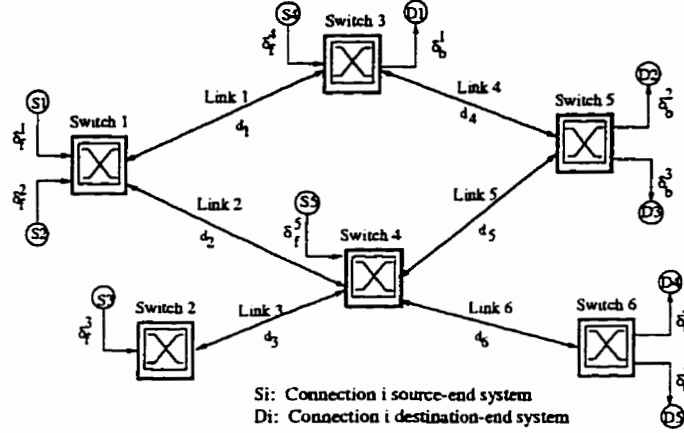 S4
D1
Switch 3
δ_f^4
δ_b^1
D2
S1
Link 1
Link 4
Switch 5
δ_b^2
Switch 1
d_1
d_4
δ_f^1
δ_f^2
Link 2
S5
Link 5
δ_b^3
S2
δ_f^5
Switch 4
D3
d_2
d_5
D4
S3
Switch 2
Link 3
Link 6
Switch 6
δ_f^3
d_3
d_6
Si: Connection i source-end system
Di: Connection i destination-end system
D5